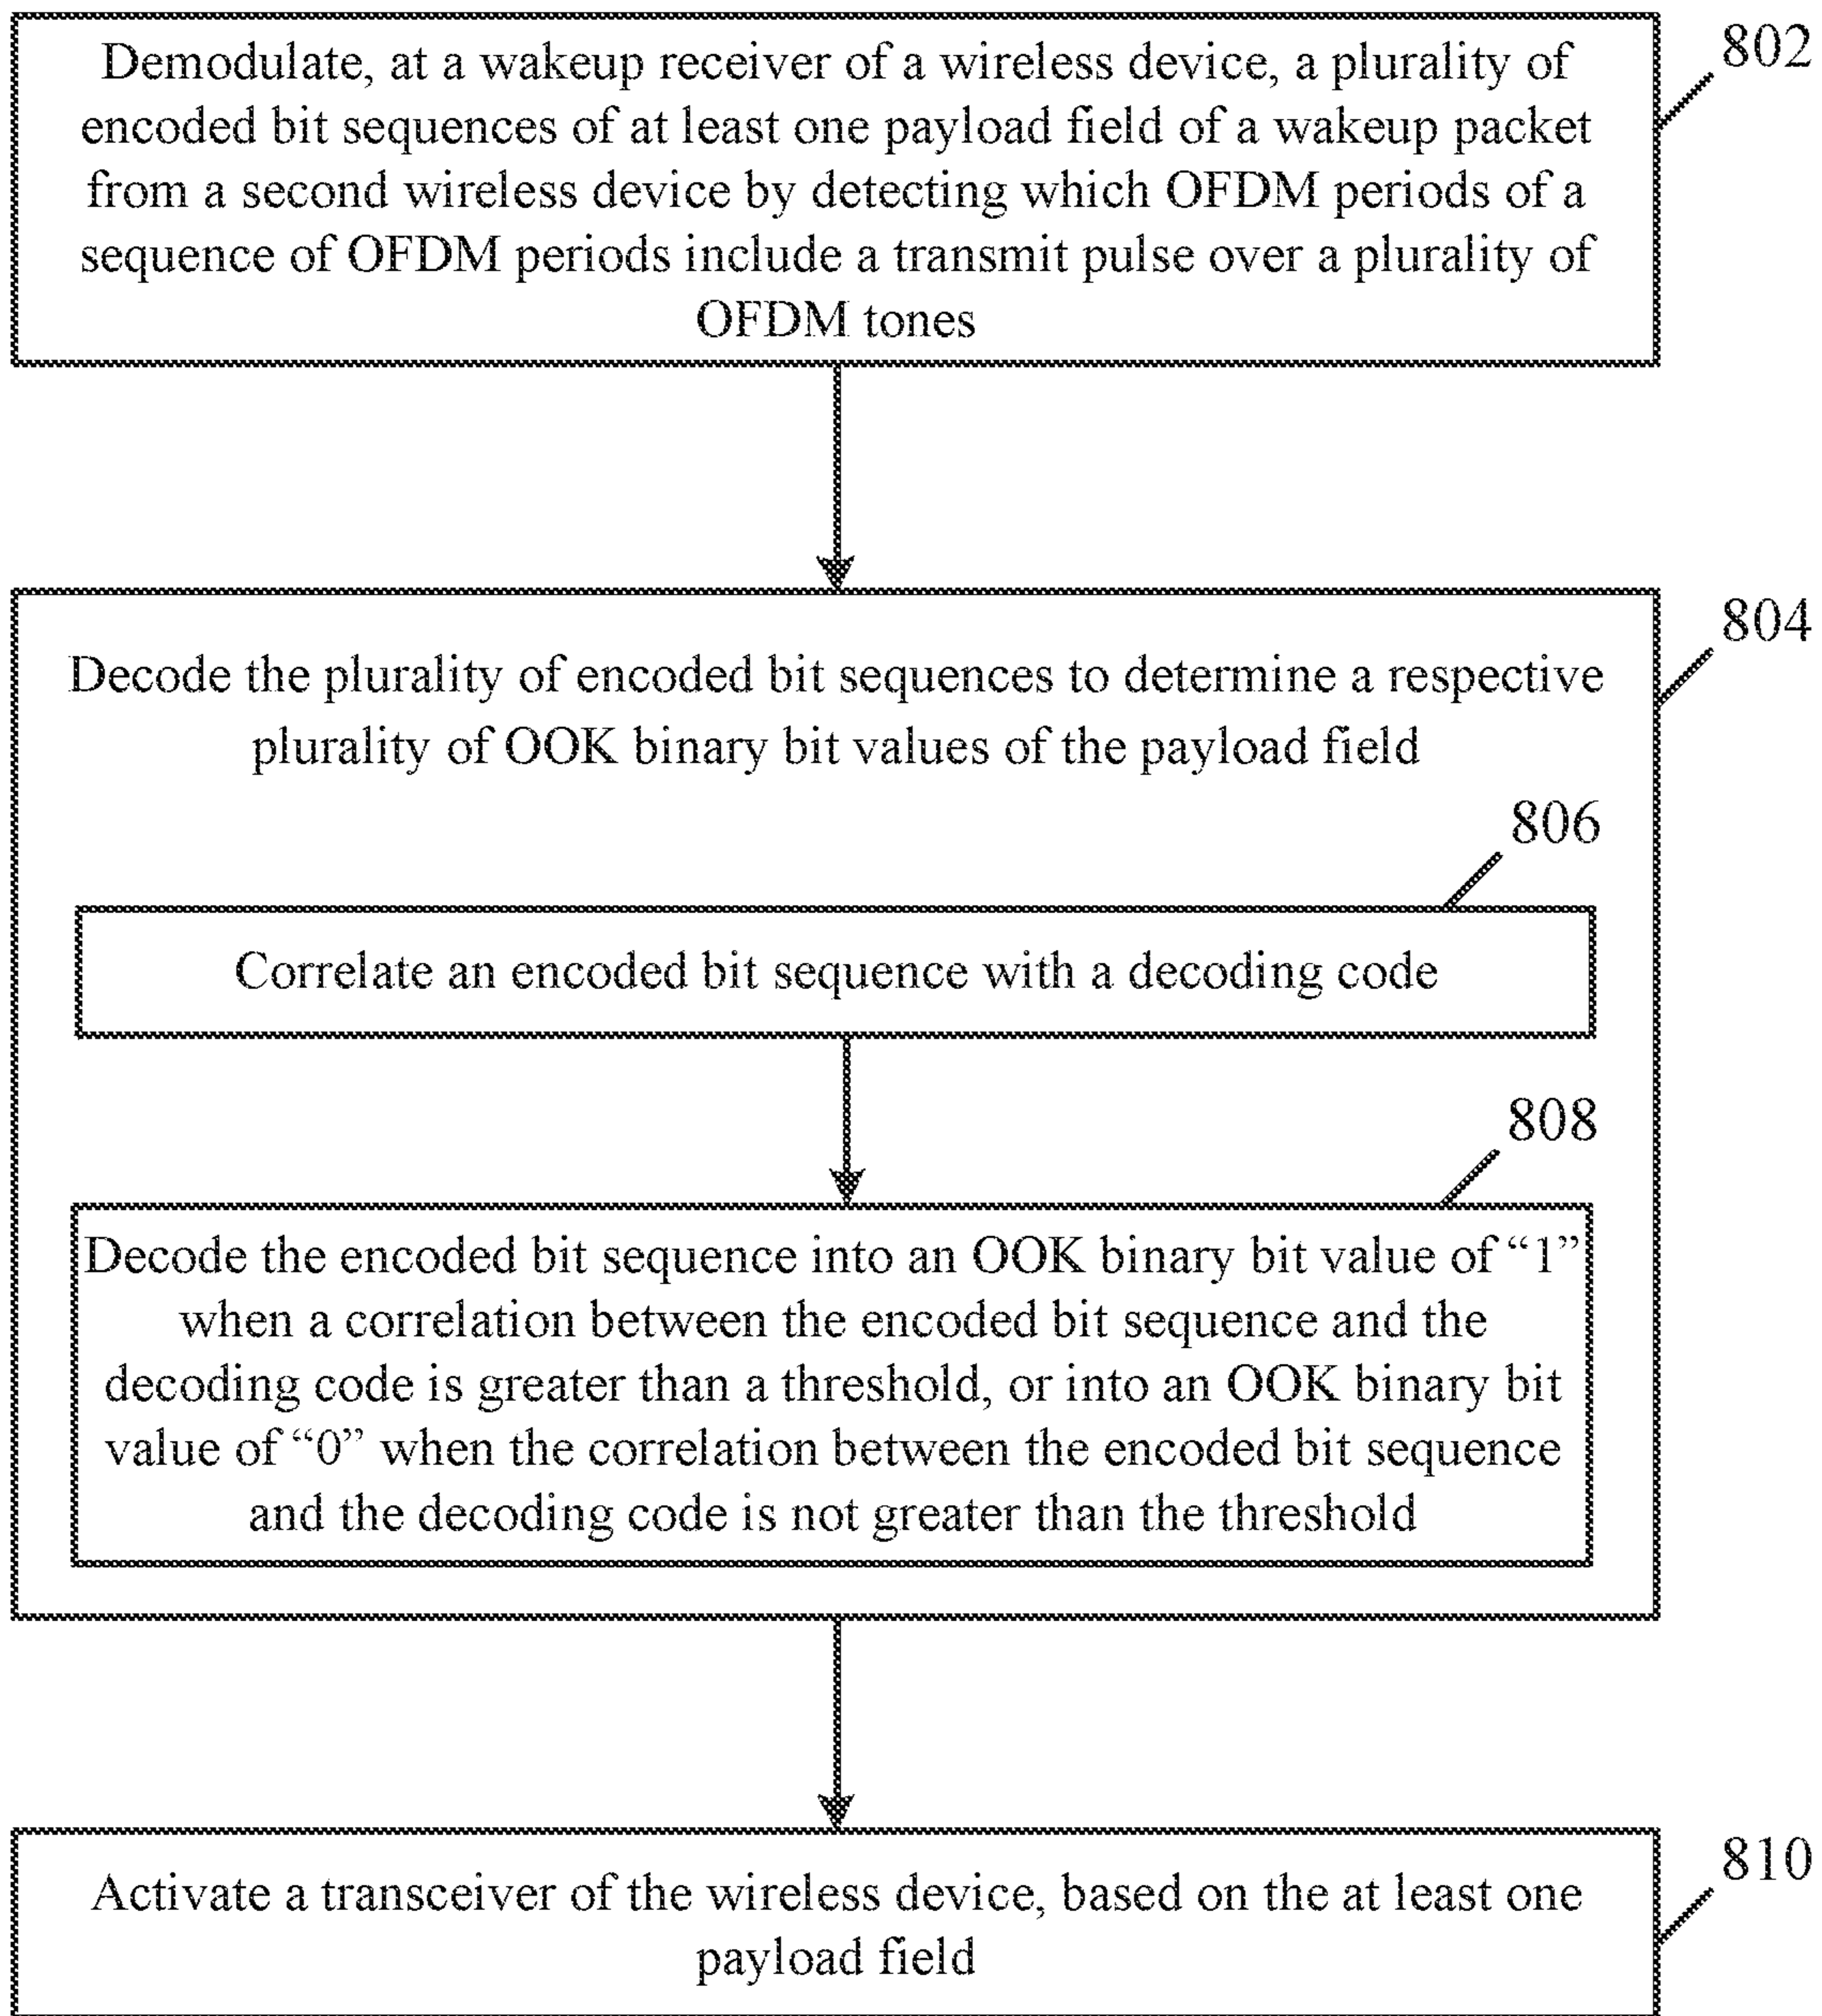 802
Demodulate, at a wakeup receiver of a wireless device, a plurality of
encoded bit sequences of at least one payload field of a wakeup packet
from a second wireless device by detecting which OFDM periods of a
sequence of OFDM periods include a transmit pulse over a plurality of
OFDM tones
804
Decode the plurality of encoded bit sequences to determine a respective
plurality of OOK binary bit values of the payload field
806
Correlate an encoded bit sequence with a decoding code
808
Decode the encoded bit sequence into an OOK binary bit value of “1”
when a correlation between the encoded bit sequence and the
decoding code is greater than a threshold, or into an OOK binary bit
value of “0” when the correlation between the encoded bit sequence
and the decoding code is not greater than the threshold
810
Activate a transceiver of the wireless device, based on the at least one
payload field